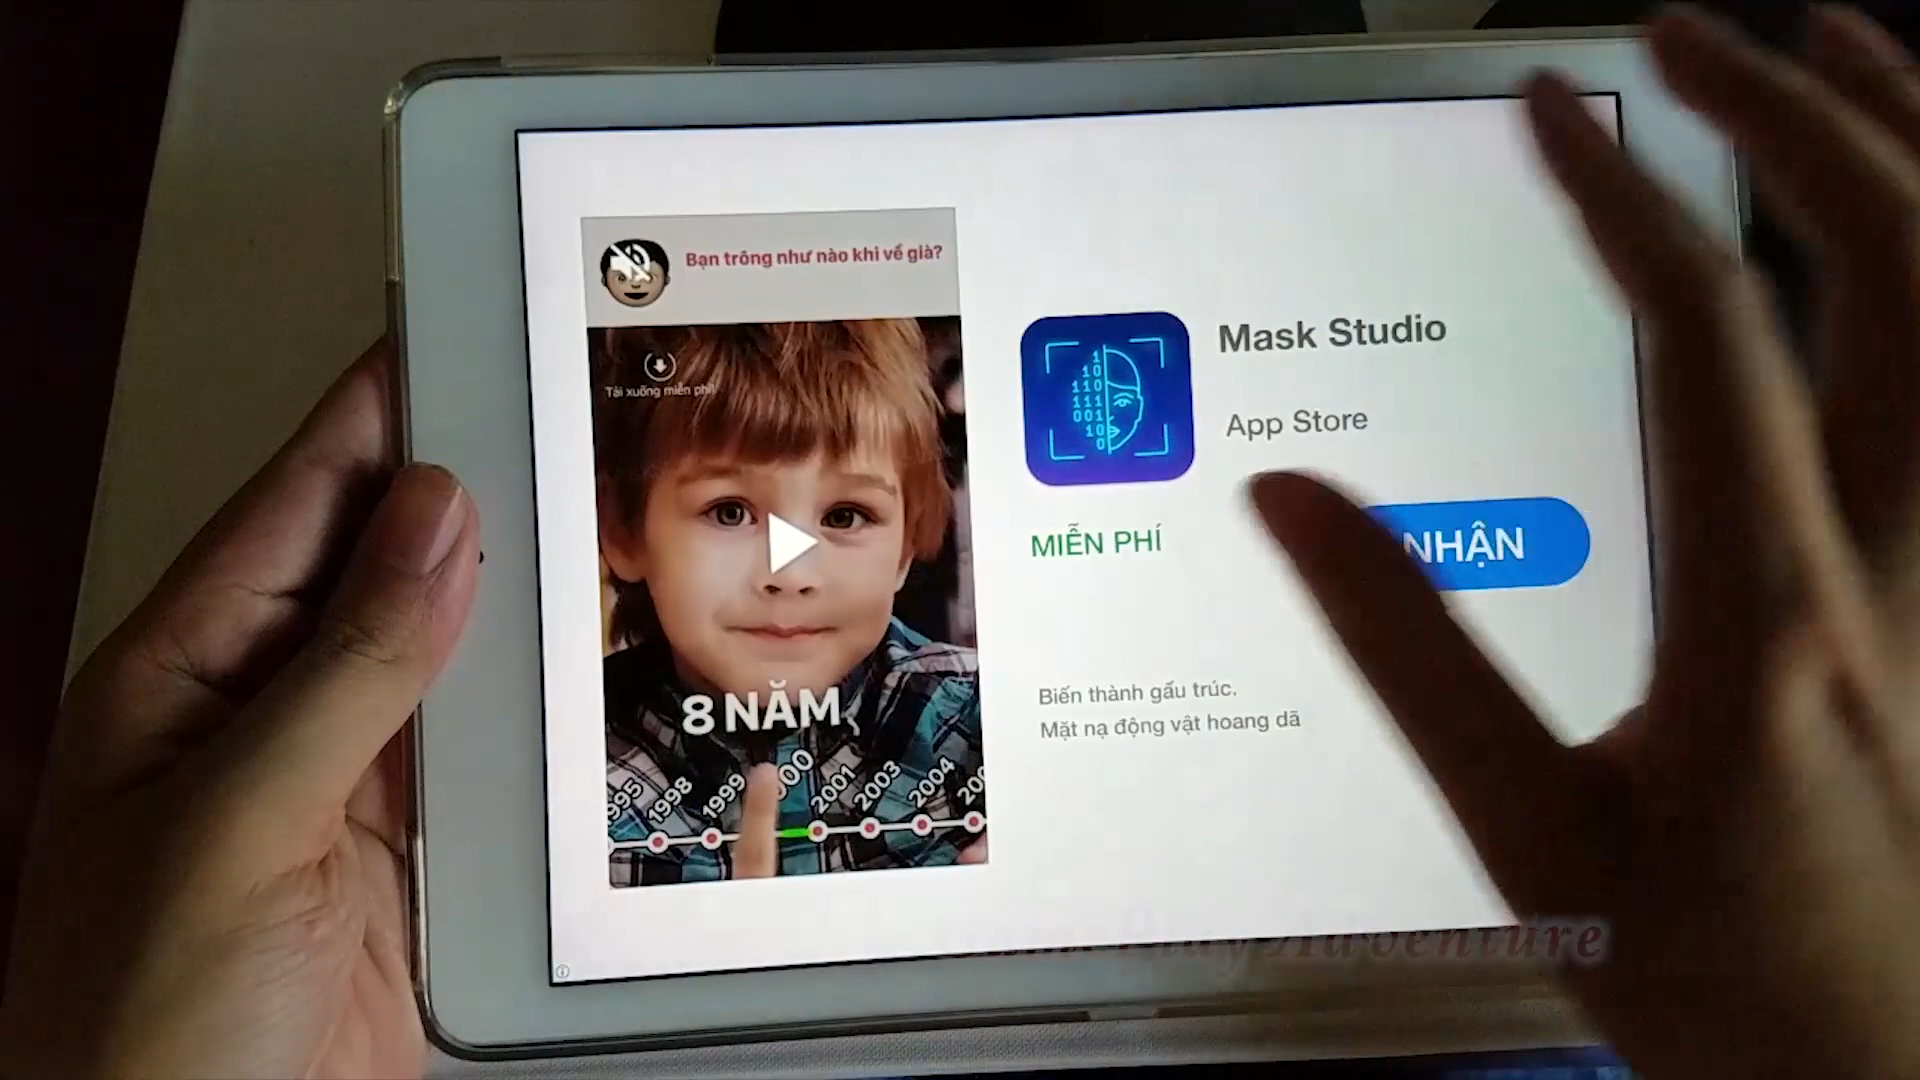 Bạn trông như nào khi về già?
Tải xuống miễn phí!
8 NĂM
1998
1999
2001
2003
2004
Mask Studio
App Store
MIỄN PHÍ
NHẬN
Biến thành gấu trúc.
Mặt nạ động vật hoang dã
Adventure